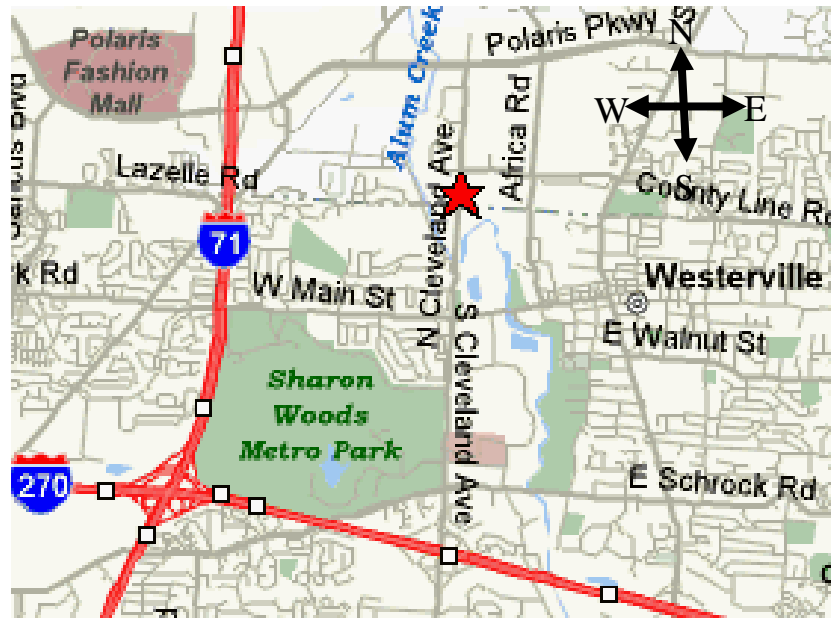 Polaris
Fashion
Mall
Polaris Pkwy
N
W
E
S
Alum Creek
Africa Rd
Lazelle Rd
County Line Rd
N Cleveland Ave
71
k Rd
W Main St
Westerville
S Cleveland Ave
E Walnut St
Sharon
Woods
Metro Park
270
E Schrock Rd